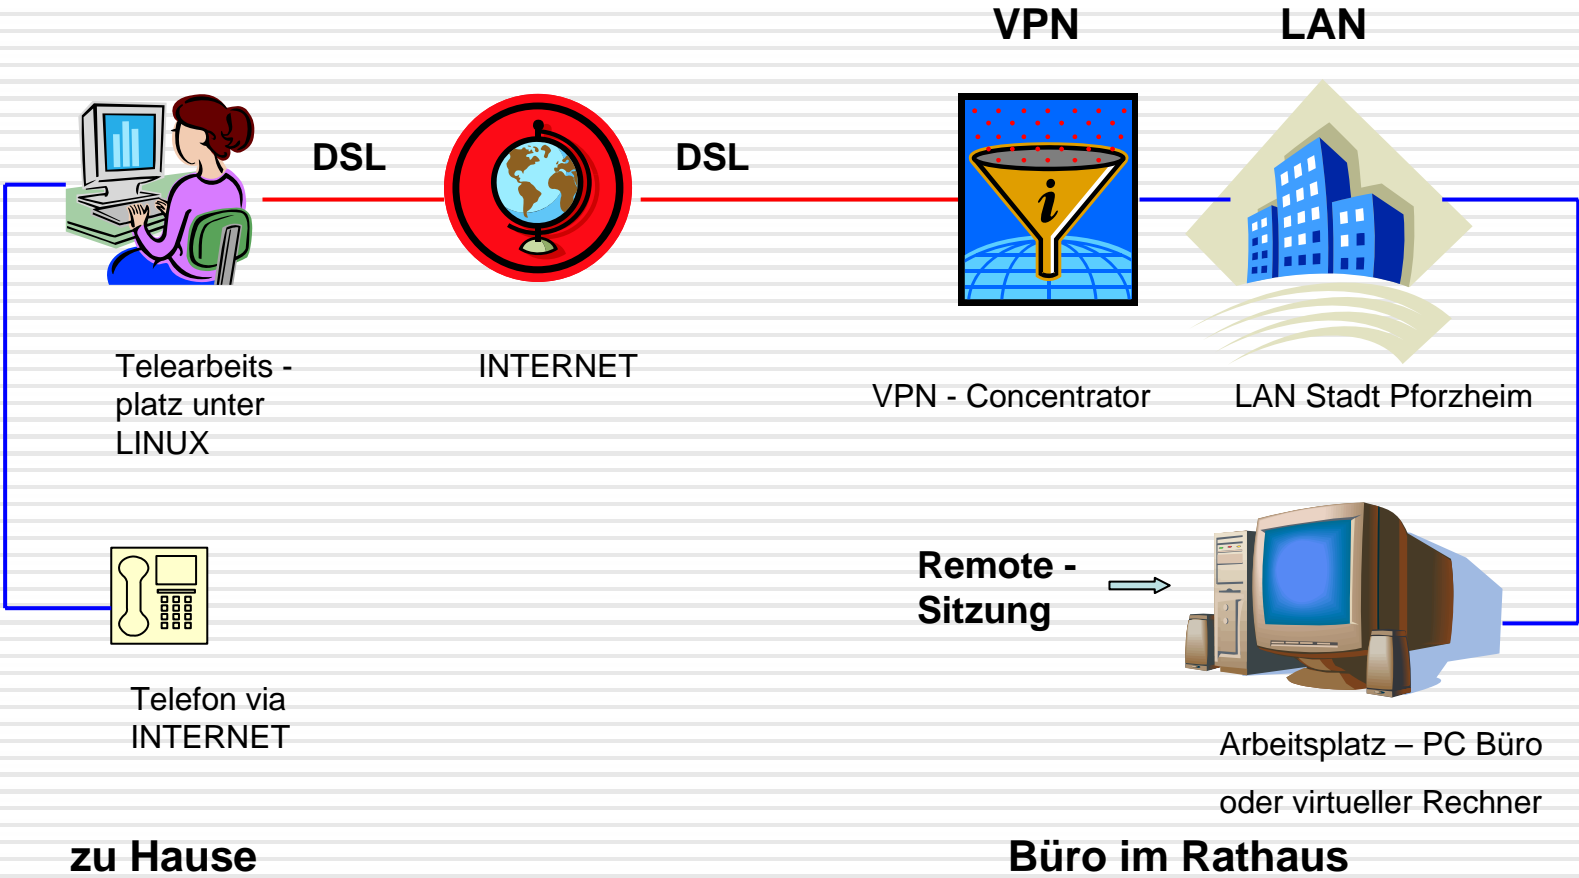 VPN
LAN
DSL
DSL
i
Telearbeits -
platz unter
LINUX
INTERNET
VPN - Concentrator
LAN Stadt Pforzheim
Remote -
Sitzung
Telefon via
INTERNET
Arbeitsplatz – PC Büro
oder virtueller Rechner
zu Hause
Büro im Rathaus